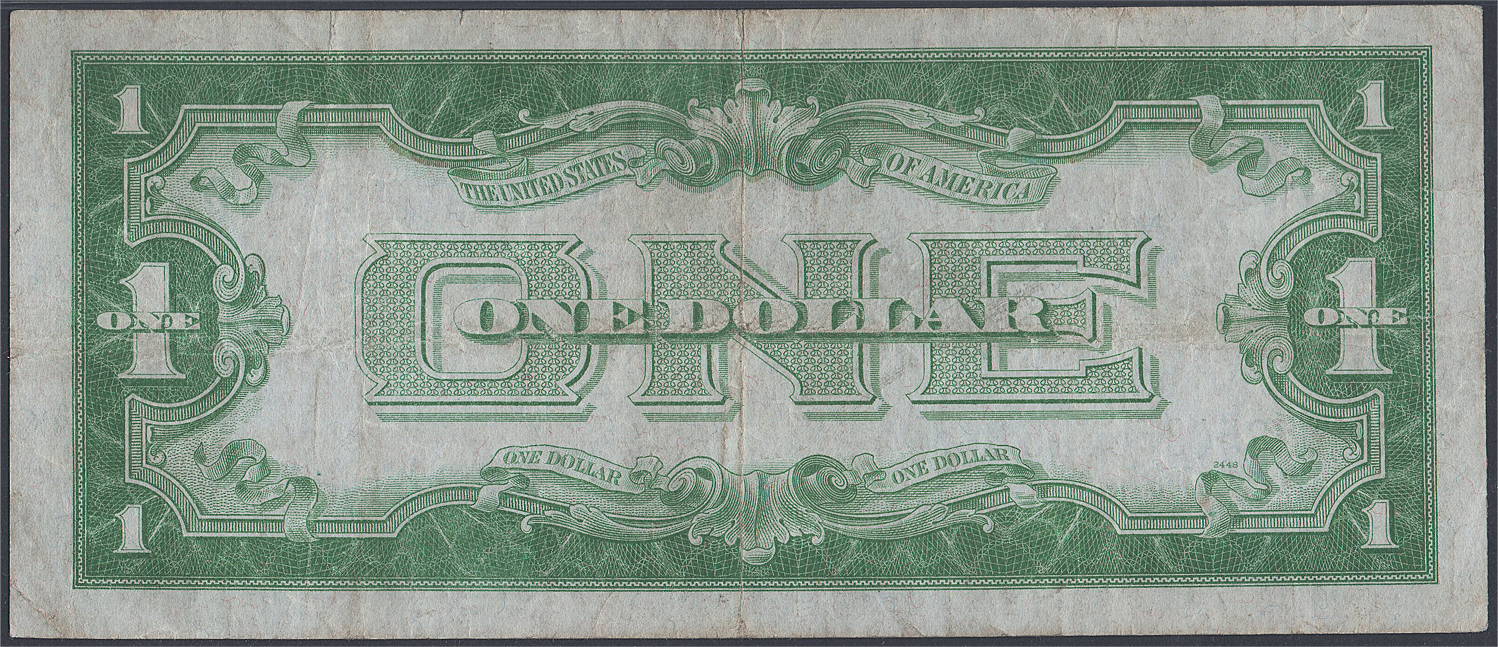 1 1
THE UNITED STATES OF AMERICA
ONE
ONE DOLLAR
1 ONE
1 ONE
ONE DOLLAR ONE DOLLAR
2448
1 1